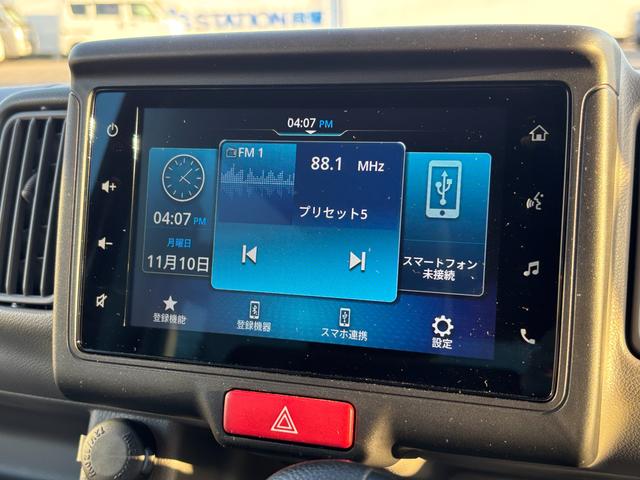 STATION
04:07 PM
FM 1
88.1 MHz
プリセット5
04:07 PM
月曜日
11月10日
スマートフォン
未接続
登録機能
登録機器
スマホ連携
設定